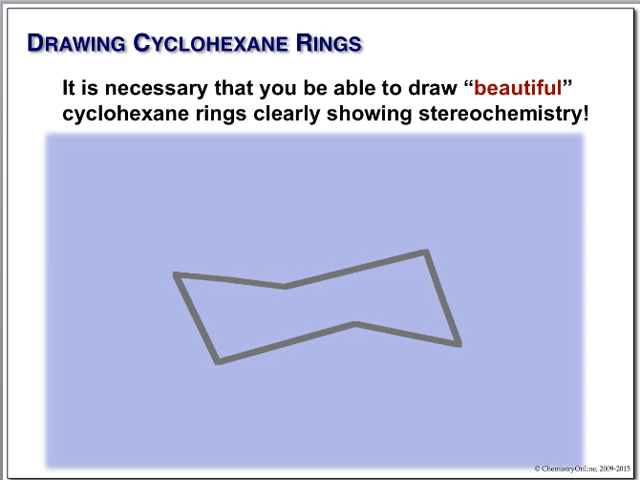 DRAWING CYCLOHEXANE RINGS
It is necessary that you be able to draw “beautiful”
cyclohexane rings clearly showing stereochemistry!
© ChemistryOnline, 2009-2015